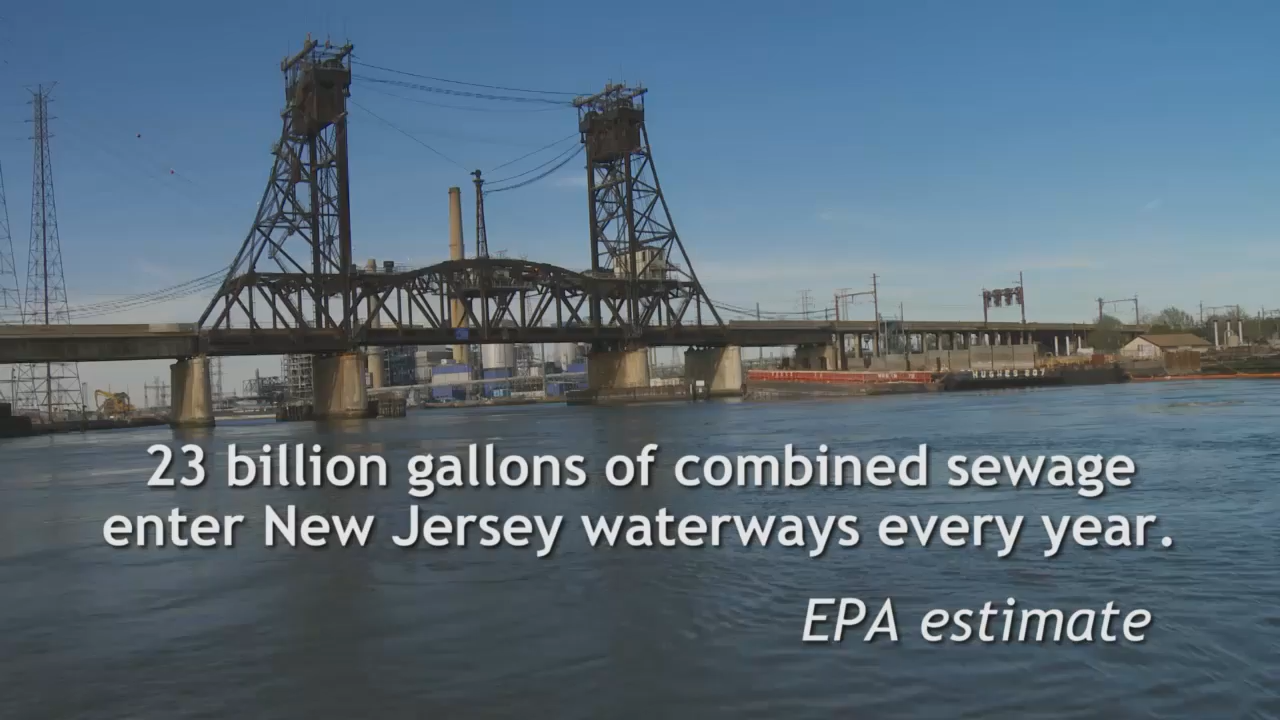 23 billion gallons of combined sewage
enter New Jersey waterways every year.
EPA estimate